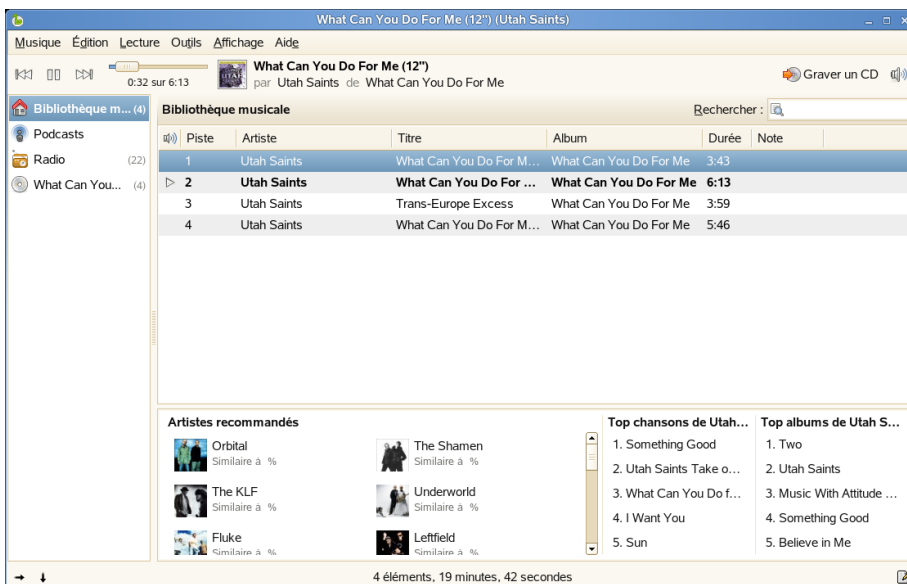 What Can You Do For Me (12") (Utah Saints)
Musique Édition Lecture Outils Affichage Aide
What Can You Do For Me (12")
0:32 sur 6:13 par Utah Saints de What Can You Do For Me
Graver un CD
Bibliothèque m... (4)
Podcasts
Radio (22)
What Can You... (4)
Bibliothèque musicale Rechercher :
Piste Artiste Titre Album Durée Note
1 Utah Saints What Can You Do For M... What Can You Do For Me 3:43
2 Utah Saints What Can You Do For ... What Can You Do For Me 6:13
3 Utah Saints Trans-Europe Excess What Can You Do For Me 3:59
4 Utah Saints What Can You Do For M... What Can You Do For Me 5:46
Artistes recommandés
Orbital
Similaire à %
The Shamen
Similaire à %
The KLF
Similaire à %
Underworld
Similaire à %
Fluke
Similaire à %
Leftfield
Similaire à %
Top chansons de Utah...
1. Something Good
2. Utah Saints Take o...
3. What Can You Do f...
4. I Want You
5. Sun
Top albums de Utah S...
1. Two
2. Utah Saints
3. Music With Attitude ...
4. Something Good
5. Believe in Me
4 éléments, 19 minutes, 42 secondes